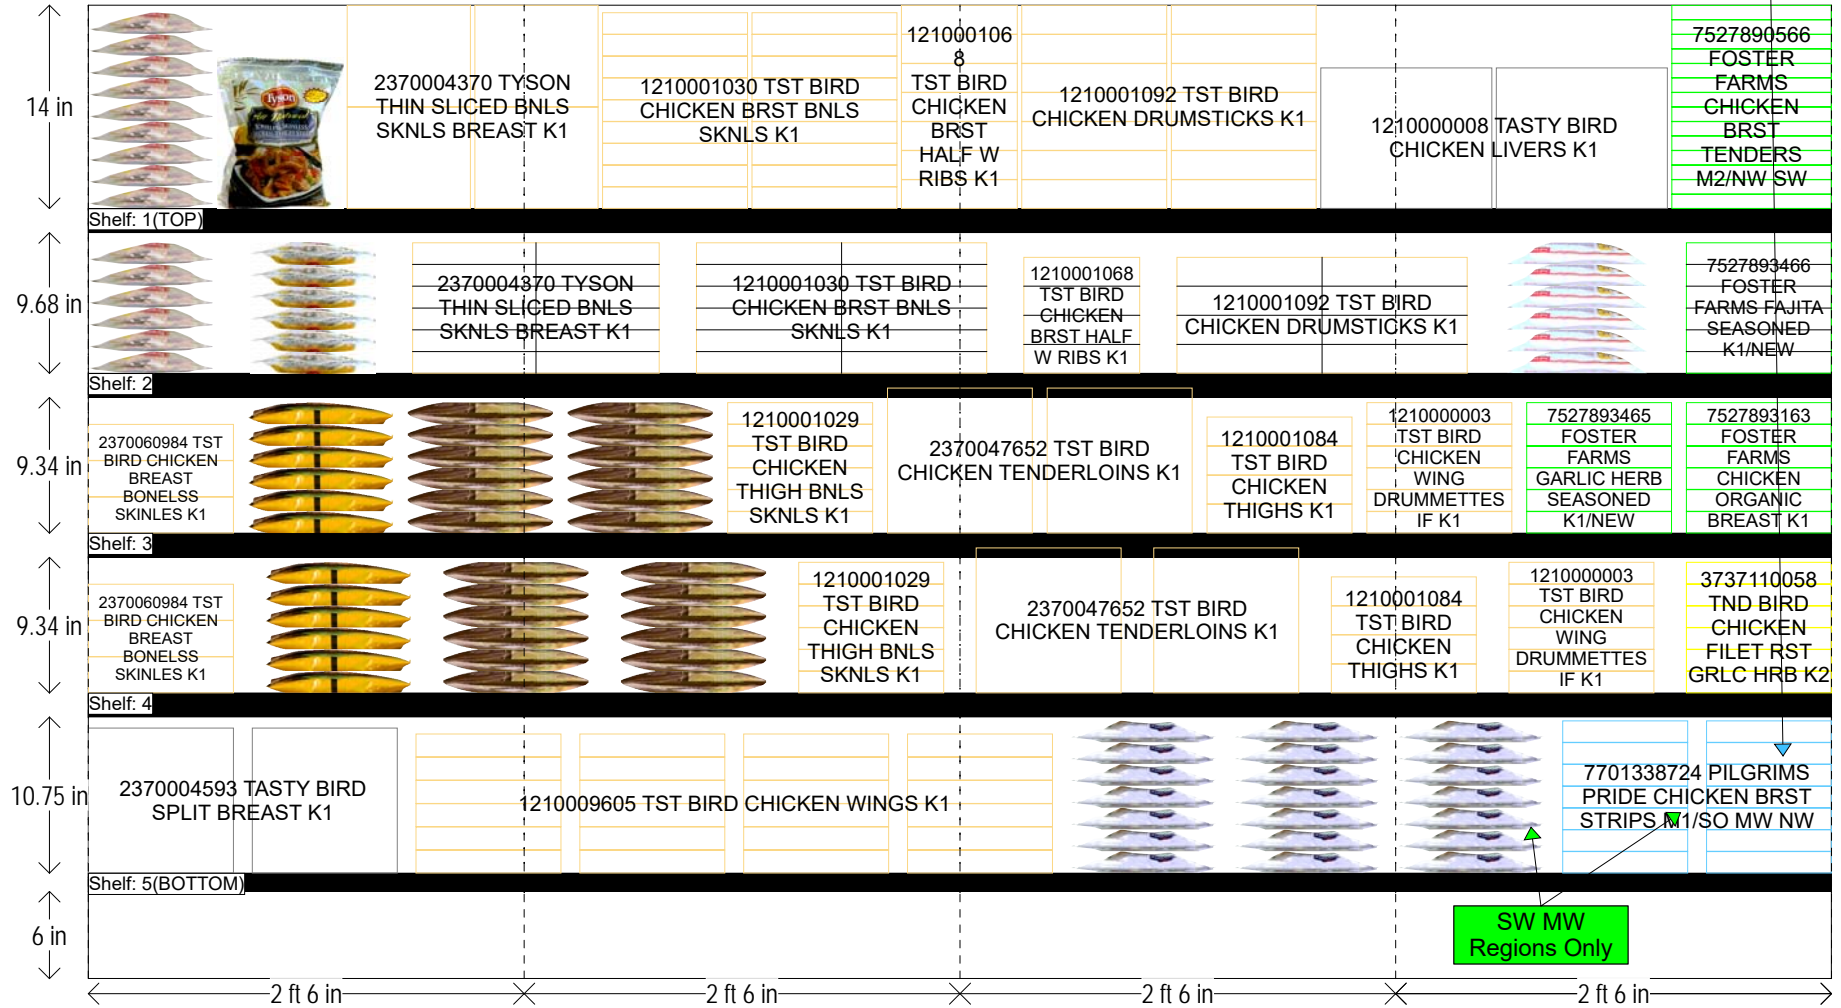 14 in
Tyson
2370004370 TYSON
THIN SLICED BNLS
SKNLS BREAST K1
1210001030 TST BIRD
CHICKEN BRST BNLS
SKNLS K1
121000106
8
TST BIRD
CHICKEN
BRST
HALF W
RIBS K1
1210001092 TST BIRD
CHICKEN DRUMSTICKS K1
1210000008 TASTY BIRD
CHICKEN LIVERS K1
7527890566
FOSTER
FARMS
CHICKEN
BRST
TENDERS
M2/NW SW
Shelf: 1(TOP)
9.68 in
2370004370 TYSON
THIN SLICED BNLS
SKNLS BREAST K1
1210001030 TST BIRD
CHICKEN BRST BNLS
SKNLS K1
1210001068
TST BIRD
CHICKEN
BRST HALF
W RIBS K1
1210001092 TST BIRD
CHICKEN DRUMSTICKS K1
7527893466
FOSTER
FARMS FAJITA
SEASONED
K1/NEW
Shelf: 2
9.34 in
2370060984 TST
BIRD CHICKEN
BREAST
BONELSS
SKINLES K1
1210001029
TST BIRD
CHICKEN
THIGH BNLS
SKNLS K1
2370047652 TST BIRD
CHICKEN TENDERLOINS K1
1210001084
TST BIRD
CHICKEN
THIGHS K1
1210000003
TST BIRD
CHICKEN
WING
DRUMMETTES
IF K1
7527893465
FOSTER
FARMS
GARLIC HERB
SEASONED
K1/NEW
7527893163
FOSTER
FARMS
CHICKEN
ORGANIC
BREAST K1
Shelf: 3
9.34 in
2370060984 TST
BIRD CHICKEN
BREAST
BONELSS
SKINLES K1
1210001029
TST BIRD
CHICKEN
THIGH BNLS
SKNLS K1
2370047652 TST BIRD
CHICKEN TENDERLOINS K1
1210001084
TST BIRD
CHICKEN
THIGHS K1
1210000003
TST BIRD
CHICKEN
WING
DRUMMETTES
IF K1
3737110058
TND BIRD
CHICKEN
FILET RST
GRLC HRB K2
Shelf: 4
10.75 in
2370004593 TASTY BIRD
SPLIT BREAST K1
1210009605 TST BIRD CHICKEN WINGS K1
7701338724 PILGRIMS
PRIDE CHICKEN BRST
STRIPS M1/SO MW NW
Shelf: 5(BOTTOM)
6 in
SW MW
Regions Only
2 ft 6 in
2 ft 6 in
2 ft 6 in
2 ft 6 in